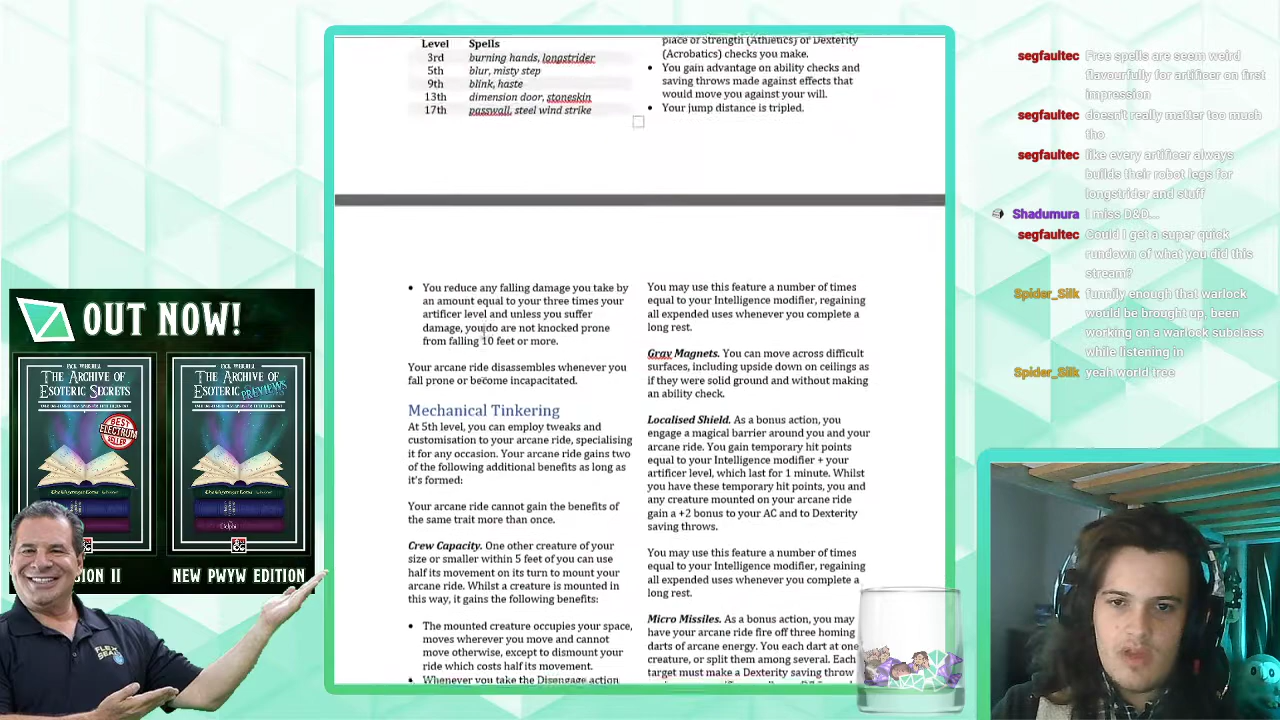 Level Spells
3rd burning hands, longstrider
5th blur, misty step
9th blink, haste
13th dimension door, stoneskin
17th passwall, steel wind strike
place of Strength (Athletics) or Dexterity
(Acrobatics) checks you make.
• You gain advantage on ability checks and
saving throws made against effects that
would move you against your will.
• Your jump distance is tripled.
• You reduce any falling damage you take by
an amount equal to your three times your
artificer level and unless you suffer
damage, you do are not knocked prone
from falling 10 feet or more.
Your arcane ride disassembles whenever you
fall prone or become incapacitated.
Mechanical Tinkering
At 5th level, you can employ tweaks and
customisation to your arcane ride, specialising
it for any occasion. Your arcane ride gains two
of the following additional benefits as long as
it's formed:
Your arcane ride cannot gain the benefits of
the same trait more than once.
Crew Capacity. One other creature of your
size or smaller within 5 feet of you can use
half its movement on its turn to mount your
arcane ride. Whilst a creature is mounted in
this way, it gains the following benefits:
• The mounted creature occupies your space,
moves wherever you move and cannot
move otherwise, except to dismount your
ride which costs half its movement.
• Whenever you take the Disengage action
You may use this feature a number of times
equal to your Intelligence modifier, regaining
all expended uses whenever you complete a
long rest.
Grav Magnets. You can move across difficult
surfaces, including upside down on ceilings as
if they were solid ground and without making
an ability check.
Localised Shield. As a bonus action, you
engage a magical barrier around you and your
arcane ride. You gain temporary hit points
equal to your Intelligence modifier + your
artificer level, which last for 1 minute. Whilst
you have these temporary hit points, you and
any creature mounted on your arcane ride
gain a +2 bonus to your AC and to Dexterity
saving throws.
You may use this feature a number of times
equal to your Intelligence modifier, regaining
all expended uses whenever you complete a
long rest.
Micro Missiles. As a bonus action, you may
have your arcane ride fire off three homing
darts of arcane energy. You each dart at one
creature, or split them among several. Each
target must make a Dexterity saving throw
segfaultec Free spells are seem weird
flavourfully for artificer on first
impression
segfaultec doesn't really matter too much
tho
segfaultec like every artificer always
builds their robot legs for
longstrider and stuff
Shadumura I miss D&D...
segfaultec Could I get a super quick
rundown of what you did this
stream?
Spider_Silk funnily enough that warlock
would be brought up, been
working on a warlock subclass
while listening in
Spider_Silk yeah world tree
OUT NOW!
THE ARCHIVE OF
ESOTERIC SECRETS
BEST
ELECTRUM
SELLER
THE ARCHIVE OF
ESOTERIC PREVIEWS
ION II
NEW PWYW EDITION
FLEX
SEAL